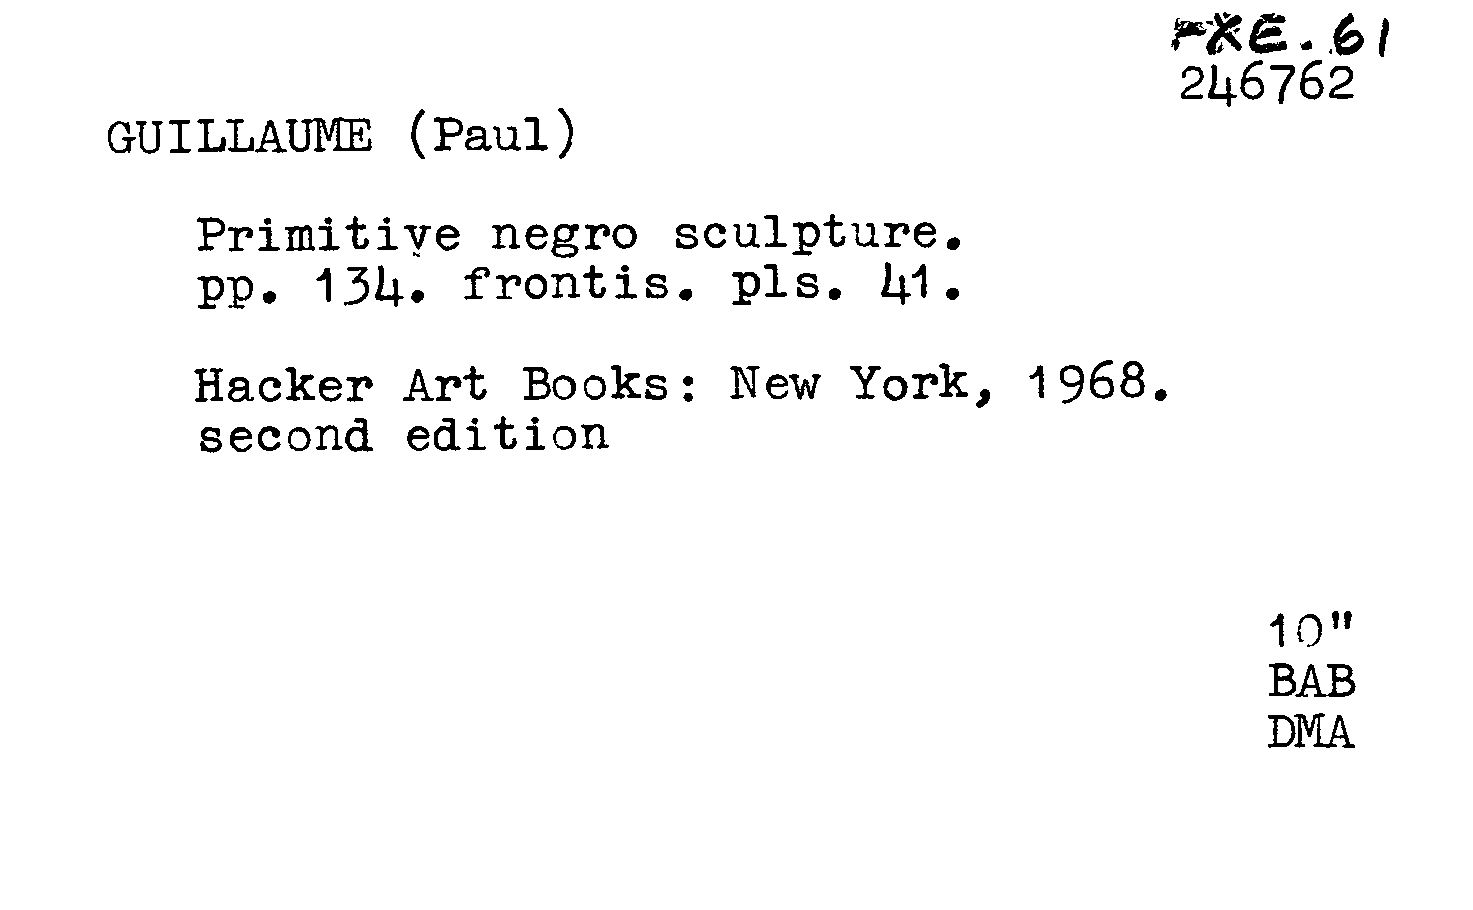 FXE.61
246762
GUILLAUME (Paul)
Primitive negro sculpture.
pp. 134. frontis. pls. 41.
Hacker Art Books: New York, 1968.
second edition
10"
BAB
DMA